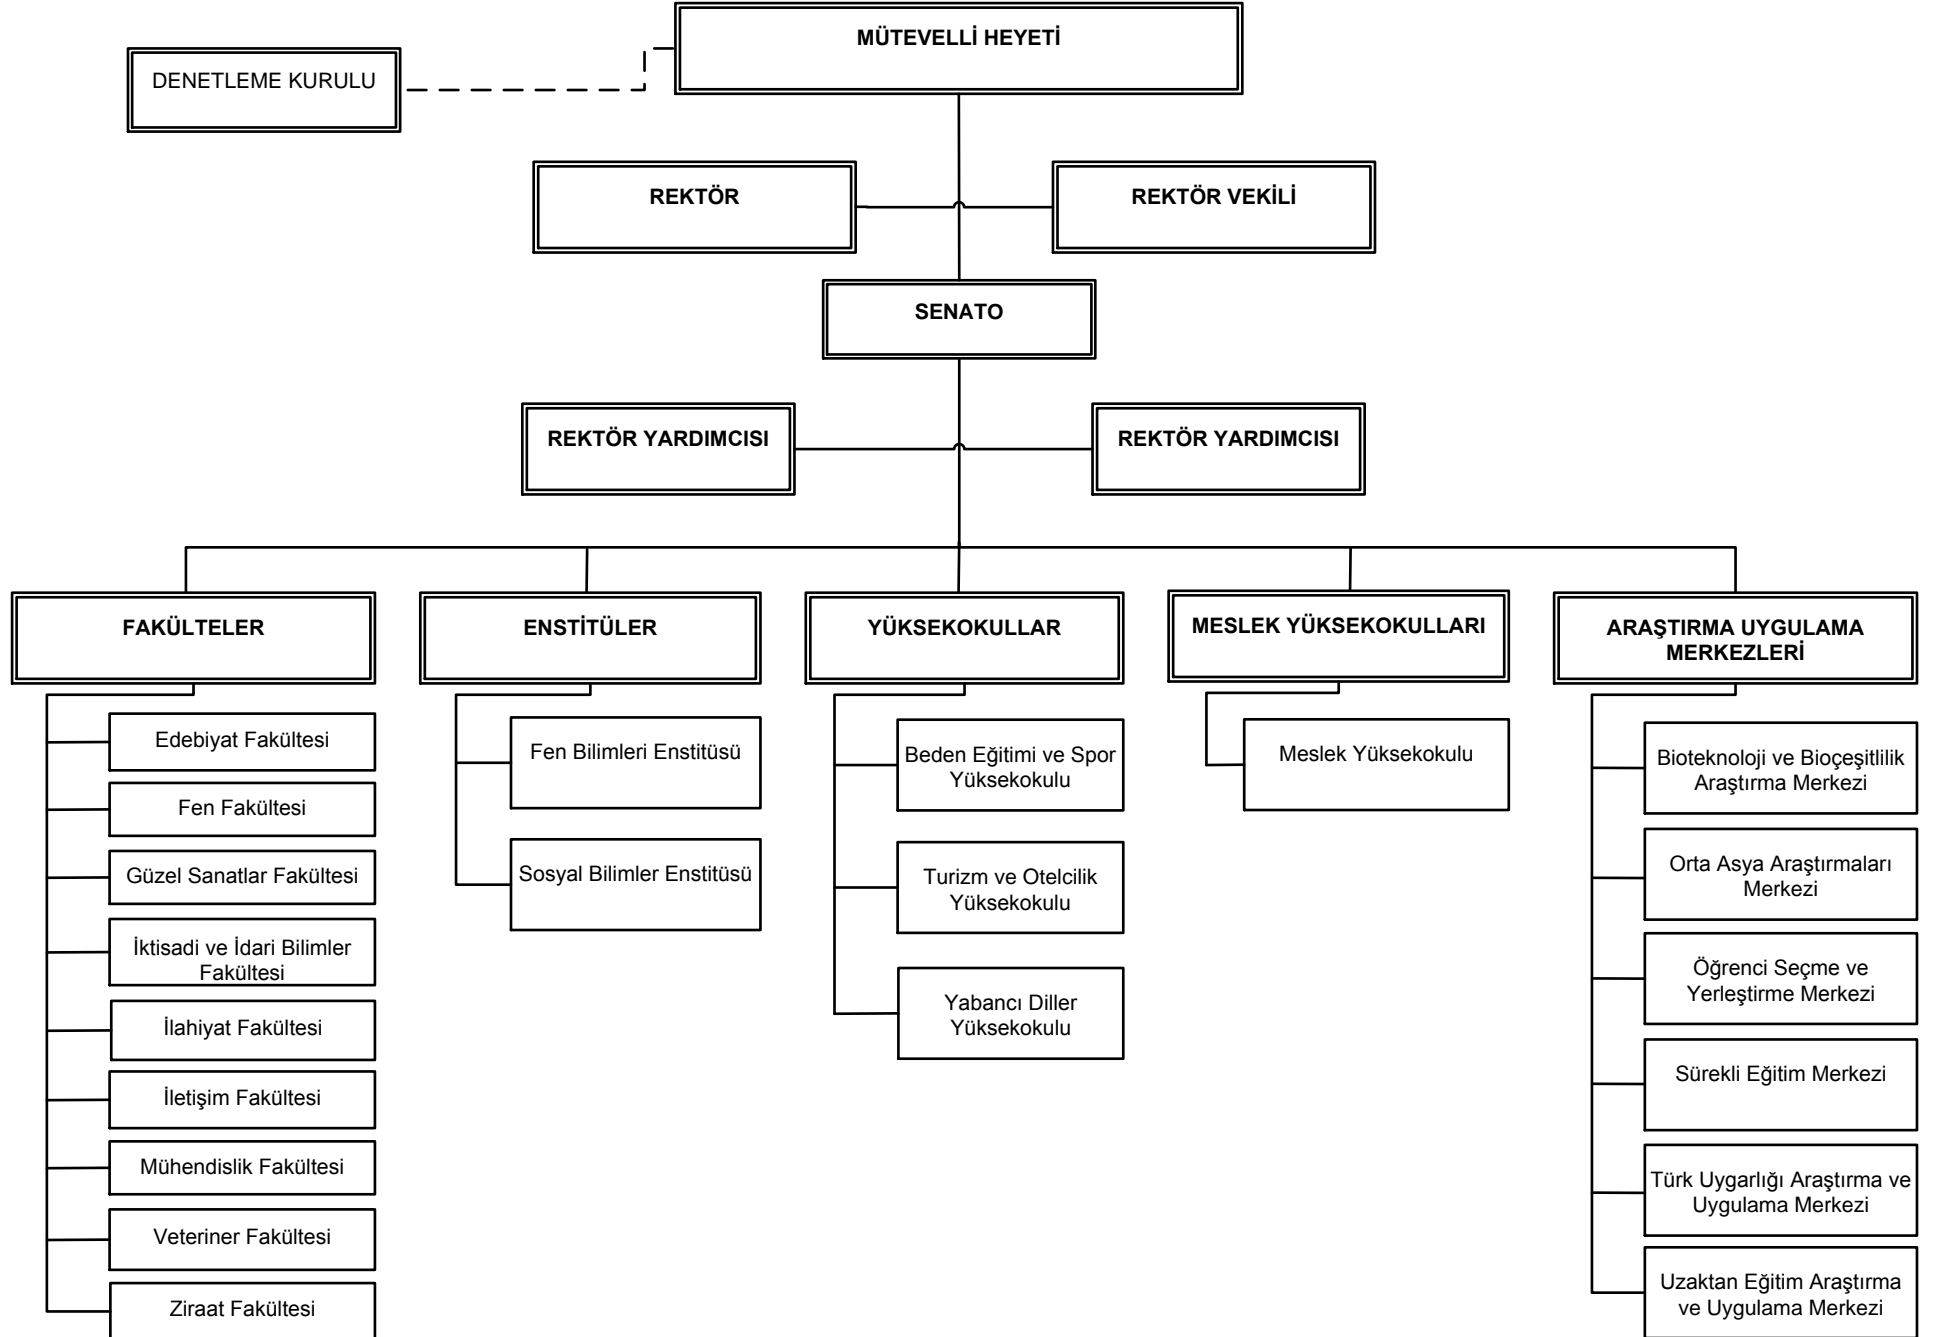 MÜTEVELLİ HEYETİ
DENETLEME KURULU
REKTÖR
REKTÖR VEKİLİ
SENATO
REKTÖR YARDIMCISI
REKTÖR YARDIMCISI
FAKÜLTELER
Edebiyat Fakültesi
Fen Fakültesi
Güzel Sanatlar Fakültesi
İktisadi ve İdari Bilimler
Fakültesi
İlahiyat Fakültesi
İletişim Fakültesi
Mühendislik Fakültesi
Veteriner Fakültesi
Ziraat Fakültesi
ENSTİTÜLER
Fen Bilimleri Enstitüsü
Sosyal Bilimler Enstitüsü
YÜKSEKOKULLAR
Beden Eğitimi ve Spor
Yüksekokulu
Turizm ve Otelcilik
Yüksekokulu
Yabancı Diller
Yüksekokulu
MESLEK YÜKSEKOKULLARI
Meslek Yüksekokulu
ARAŞTIRMA UYGULAMA
MERKEZLERİ
Bioteknoloji ve Bioçeşitlilik
Araştırma Merkezi
Orta Asya Araştırmaları
Merkezi
Öğrenci Seçme ve
Yerleştirme Merkezi
Sürekli Eğitim Merkezi
Türk Uygarlığı Araştırma ve
Uygulama Merkezi
Uzaktan Eğitim Araştırma
ve Uygulama Merkezi